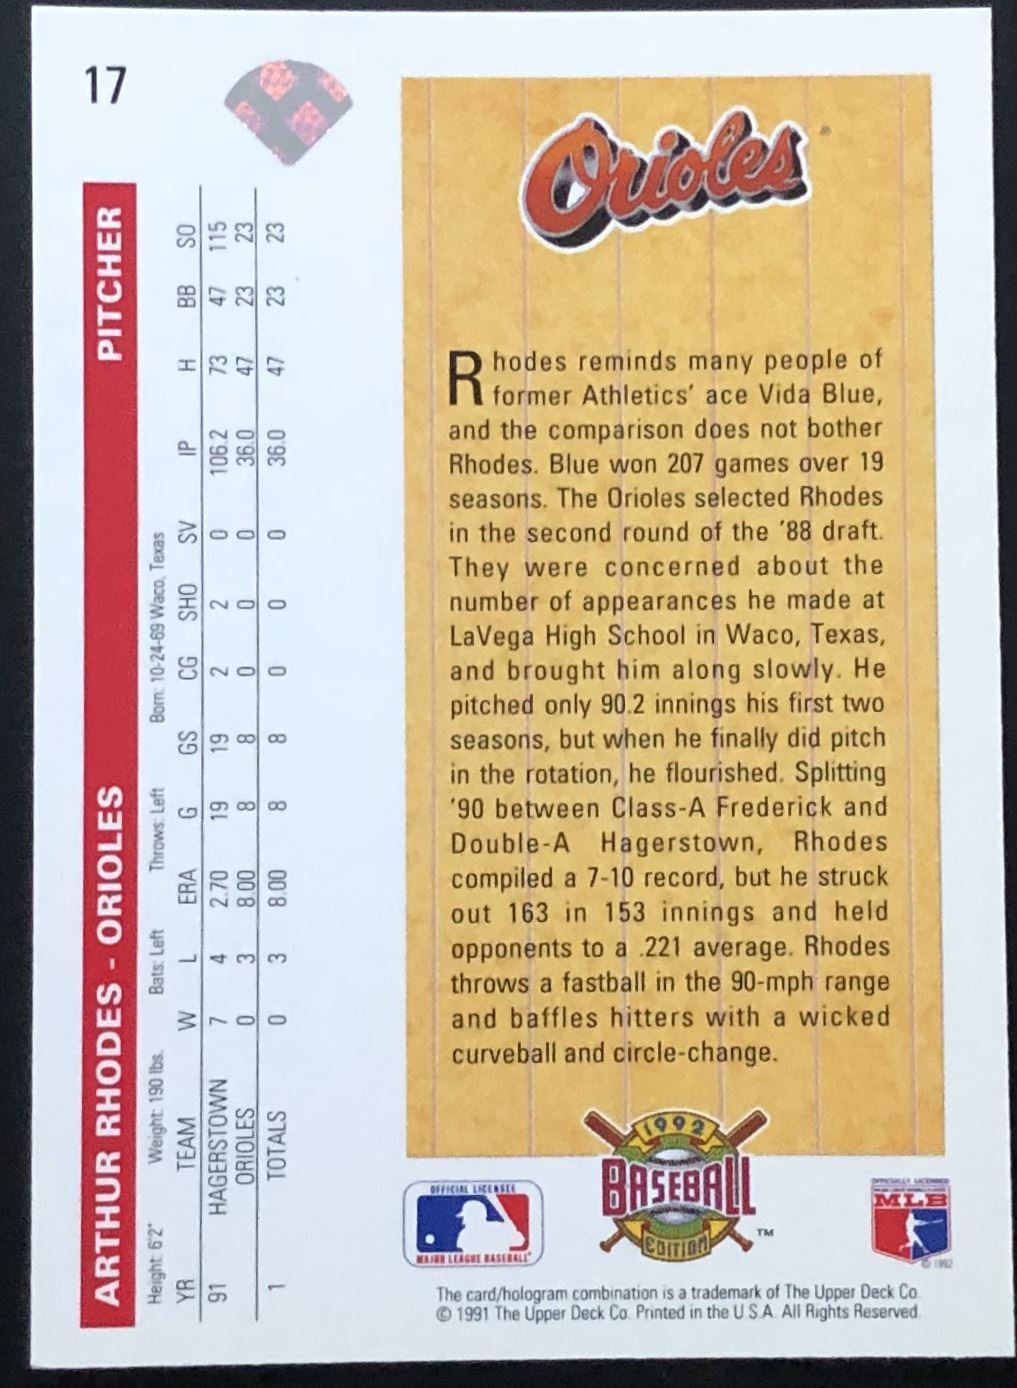 17
ARTHUR RHODES - ORIOLES PITCHER
Height: 6'2" Weight: 190 lbs. Bats: Left Throws: Left Born: 10-24-69 Waco, Texas
YR TEAM W L ERA G GS CG SHO SV IP H BB SO
91 HAGERSTOWN 7 4 2.70 19 19 2 2 0 106.2 73 47 115
ORIOLES 0 3 8.00 8 8 0 0 0 36.0 47 23 23
1 TOTALS 0 3 8.00 8 8 0 0 0 36.0 47 23 23
Orioles
Rhodes reminds many people of
former Athletics' ace Vida Blue,
and the comparison does not bother
Rhodes. Blue won 207 games over 19
seasons. The Orioles selected Rhodes
in the second round of the '88 draft.
They were concerned about the
number of appearances he made at
LaVega High School in Waco, Texas,
and brought him along slowly. He
pitched only 90.2 innings his first two
seasons, but when he finally did pitch
in the rotation, he flourished. Splitting
'90 between Class-A Frederick and
Double-A Hagerstown, Rhodes
compiled a 7-10 record, but he struck
out 163 in 153 innings and held
opponents to a .221 average. Rhodes
throws a fastball in the 90-mph range
and baffles hitters with a wicked
curveball and circle-change.
OFFICIAL LICENSEE
MAJOR LEAGUE BASEBALL
1992
BASEBALL
EDITION
TM
OFFICIALLY LICENSED
MLB
© 1992
The card/hologram combination is a trademark of The Upper Deck Co.
© 1991 The Upper Deck Co. Printed in the U.S.A. All Rights Reserved.